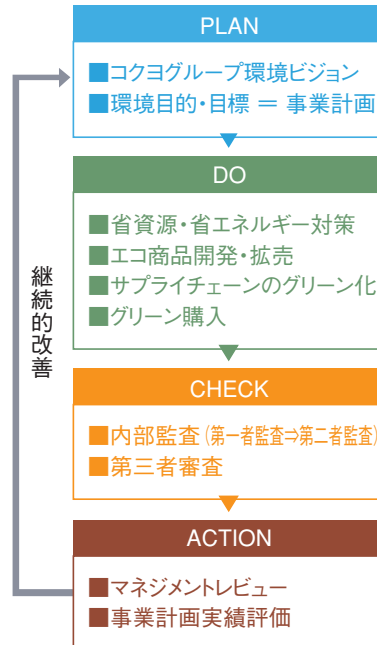 PLAN
■コクヨグループ環境ビジョン
■環境目的・目標 ＝ 事業計画
DO
■省資源・省エネルギー対策
■エコ商品開発・拡売
■サプライチェーンのグリーン化
■グリーン購入
継続的改善
CHECK
■内部監査（第一者監査⇒第二者監査）
■第三者審査
ACTION
■マネジメントレビュー
■事業計画実績評価